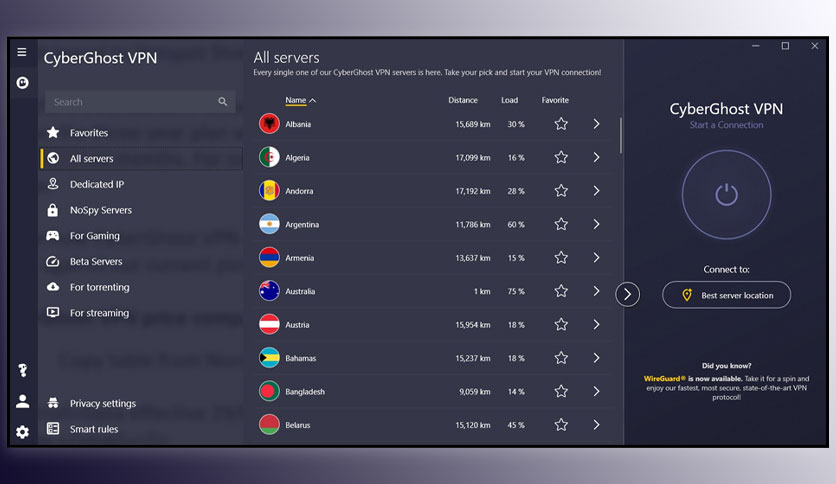 CyberGhost VPN
Search
Favorites
All servers
Dedicated IP
NoSpy Servers
For Gaming
Beta Servers
For torrenting
For streaming
Privacy settings
Smart rules
All servers
Every single one of our CyberGhost VPN servers is here. Take your pick and start your VPN connection!
Name Distance Load Favorite
Albania 15,689 km 30 %
Algeria 17,099 km 16 %
Andorra 17,192 km 28 %
Argentina 11,786 km 60 %
Armenia 13,637 km 15 %
Australia 1 km 75 %
Austria 15,954 km 18 %
Bahamas 15,237 km 18 %
Bangladesh 9,059 km 14 %
Belarus 15,120 km 45 %
CyberGhost VPN
Start a Connection
Connect to:
Best server location
Did you know?
WireGuard® is now available. Take it for a spin and
enjoy our fastest, most secure, state-of-the-art VPN
protocol!